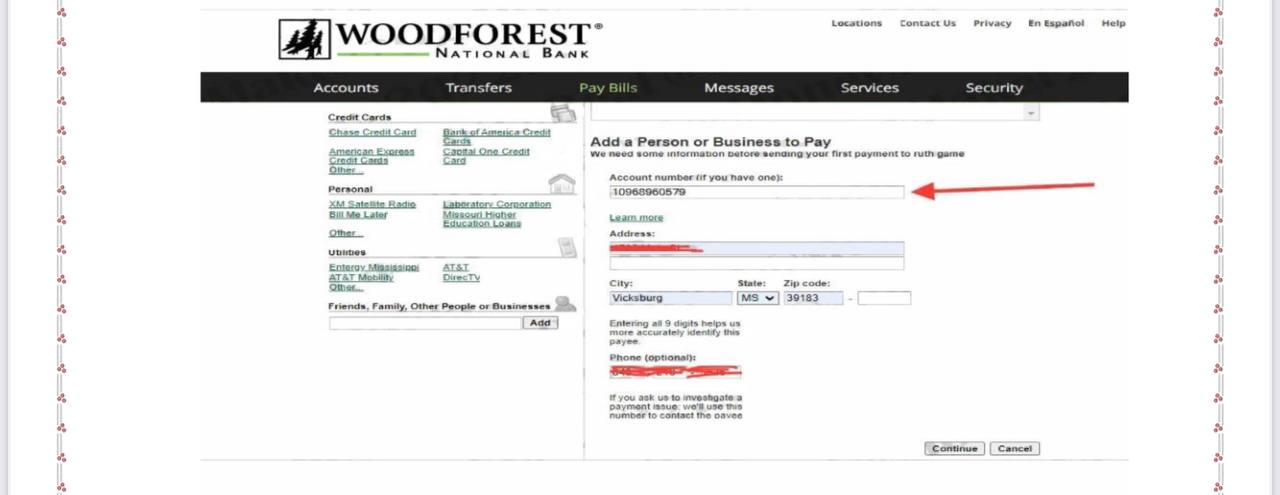 WOODFOREST®
NATIONAL BANK
Locations Contact Us Privacy En Español Help
Accounts Transfers Pay Bills Messages Services Security
Credit Cards
Chase Credit Card
Bank of America Credit
Cards
American Express
Credit Cards
Capital One Credit
Card
Other...
Personal
XM Satellite Radio
Laboratory Corporation
Bill Me Later
Missouri Higher
Education Loans
Other...
Utilities
Entergy Mississippi
AT&T
AT&T Mobility
DirecTV
Other...
Friends, Family, Other People or Businesses
Add
Add a Person or Business to Pay
We need some information before sending your first payment to ruth game
Account number (if you have one):
10968960579
Learn more
Address:
City: State: Zip code:
Vicksburg MS 39183 -
Entering all 9 digits helps us
more accurately identify this
payee.
Phone (optional):
If you ask us to investigate a
payment issue; we'll use this
number to contact the payee
Continue Cancel